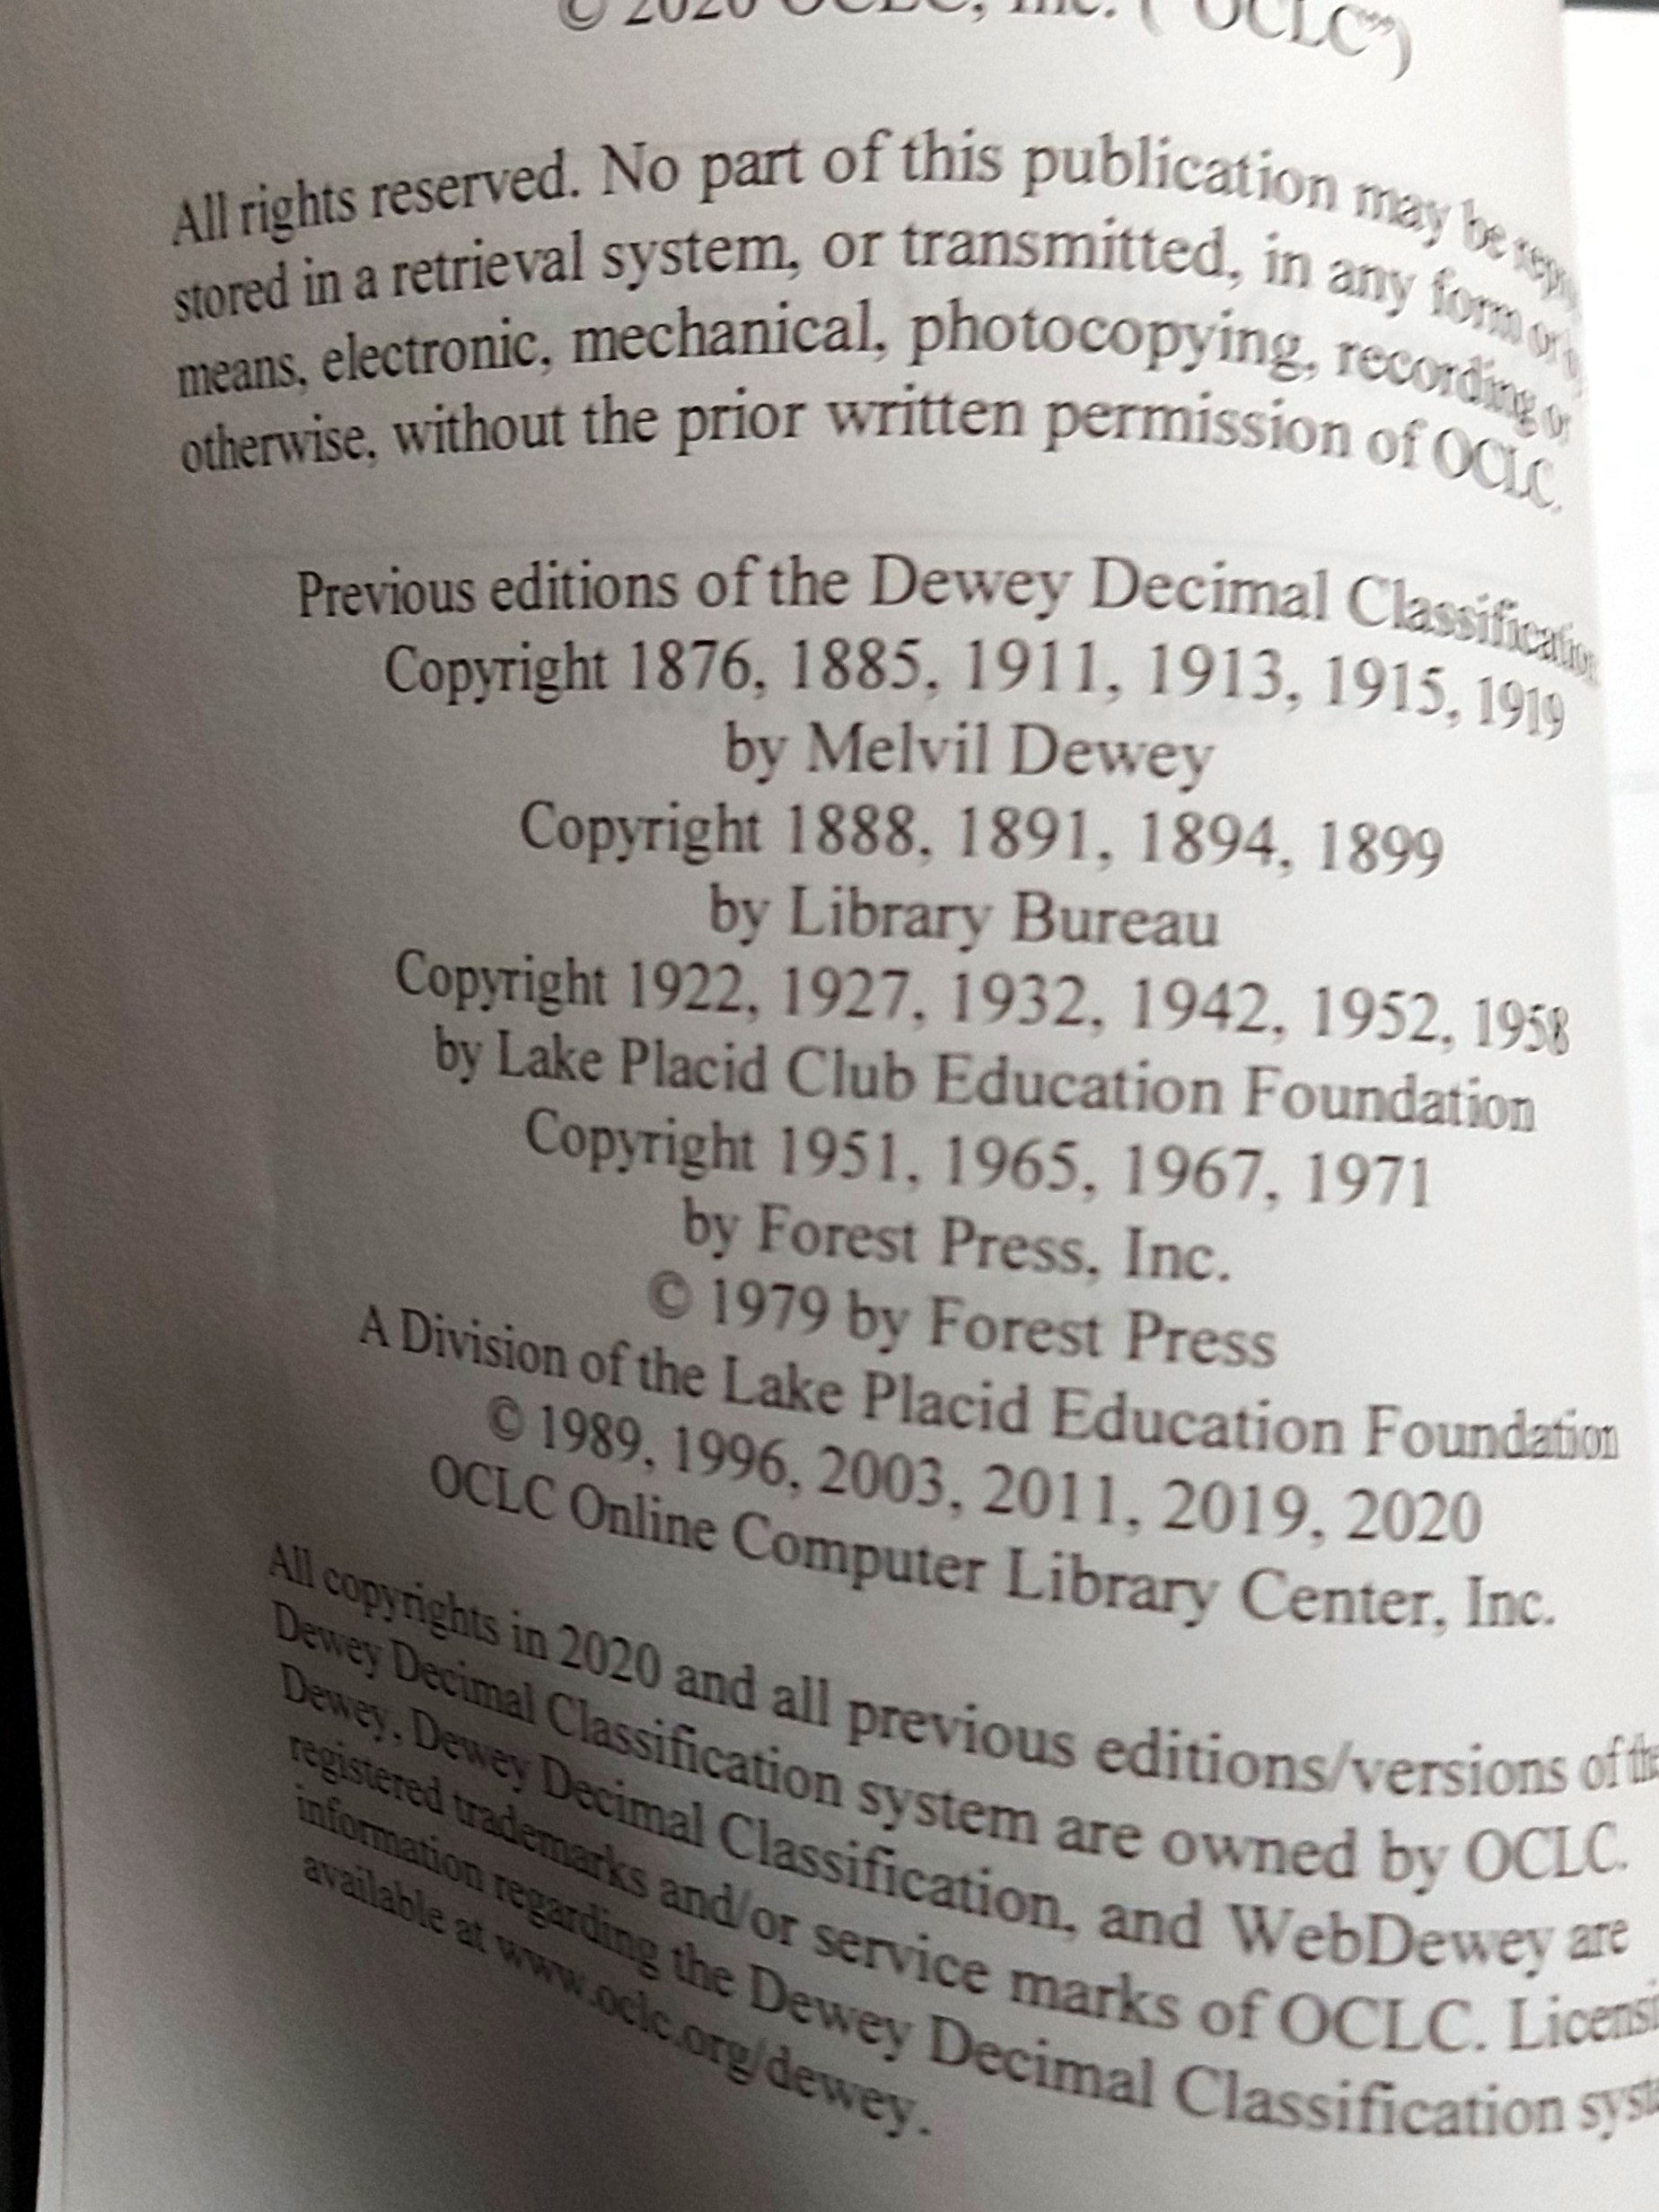 © 2020 OCLC, Inc. ("OCLC")
All rights reserved. No part of this publication may be
stored in a retrieval system, or transmitted, in any form or
means, electronic, mechanical, photocopying, recording or
otherwise, without the prior written permission of OCLC.
Previous editions of the Dewey Decimal Classification
Copyright 1876, 1885, 1911, 1913, 1915, 1919
by Melvil Dewey
Copyright 1888, 1891, 1894, 1899
by Library Bureau
Copyright 1922, 1927, 1932, 1942, 1952, 1958
by Lake Placid Club Education Foundation
Copyright 1951, 1965, 1967, 1971
by Forest Press, Inc.
© 1979 by Forest Press
A Division of the Lake Placid Education Foundation
© 1989, 1996, 2003, 2011, 2019, 2020
OCLC Online Computer Library Center, Inc.
All copyrights in 2020 and all previous editions/versions of the
Dewey Decimal Classification system are owned by OCLC.
Dewey, Dewey Decimal Classification, and WebDewey are
registered trademarks and/or service marks of OCLC.
information regarding the Dewey Decimal Classification
available at www.oclc.org/dewey.